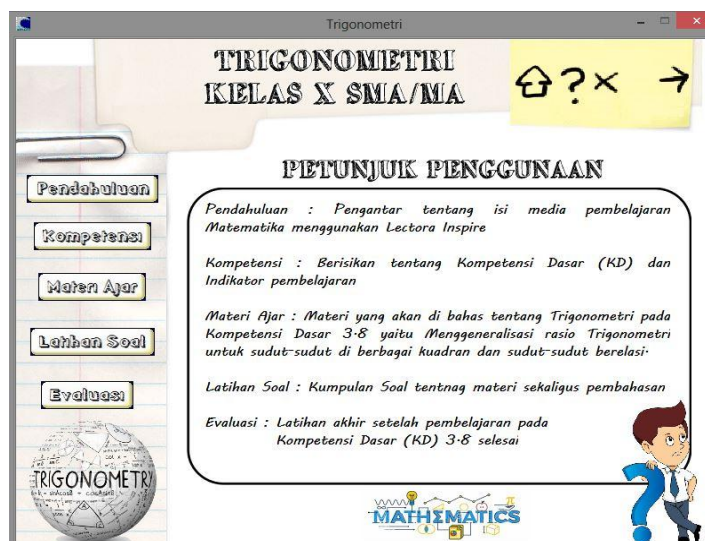 Trigonometri
TRIGONOMETRI
KELAS X SMA/MA
?
Pendahuluan
Kompetensi
Materi Ajar
Latihan Soal
Evaluasi
TRIGONOMETRY
PETUNJUK PENGGUNAAN
Pendahuluan : Pengantar tentang isi media pembelajaran
Matematika menggunakan Lectora Inspire
Kompetensi : Berisikan tentang Kompetensi Dasar (KD) dan
Indikator pembelajaran
Materi Ajar : Materi yang akan di bahas tentang Trigonometri pada
Kompetensi Dasar 3.8 yaitu Menggeneralisasi rasio Trigonometri
untuk sudut-sudut di berbagai kuadran dan sudut-sudut berelasi.
Latihan Soal : Kumpulan Soal tentnag materi sekaligus pembahasan
Evaluasi : Latihan akhir setelah pembelajaran pada
Kompetensi Dasar (KD) 3.8 selesai
MATHΣMATICS